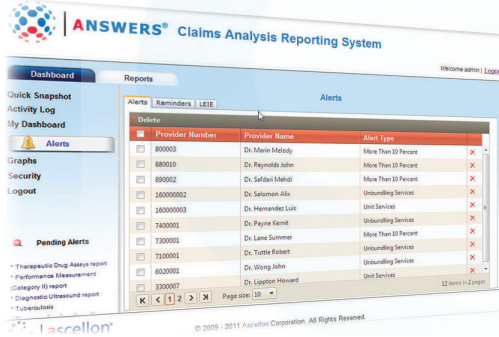 ANSWERS® Claims Analysis Reporting System
Welcome admin | Logout
Dashboard Reports
Quick Snapshot
Activity Log
My Dashboard
Alerts
Graphs
Security
Logout
Pending Alerts
* Therapeutic Drug Assays report
* Performance Measurement
(Category II) report
* Diagnostic Ultrasound report
* Tuberculosis
Alerts
Alerts Reminders LEIE
× Delete
Provider Number Provider Name Alert Type
800003 Dr. Marin Melody More Than 10 Percent ×
880010 Dr. Reynolds John More Than 10 Percent ×
890002 Dr. Safdari Mehdi More Than 10 Percent ×
160000002 Dr. Salomon Alix Unbundling Services ×
160000003 Dr. Hernandez Luis Unit Services ×
7400001 Dr. Payne Kernit Unbundling Services ×
7300001 Dr. Lane Summer More Than 10 Percent ×
7100001 Dr. Tuttle Robert Unbundling Services ×
6020001 Dr. Wong John Unbundling Services ×
3300007 Dr. Lippton Howard Unit Services ×
1 2 Page size: 10 12 items in 2 pages
Ascellon®
© 2009 - 2011 Ascellon Corporation. All Rights Reserved.